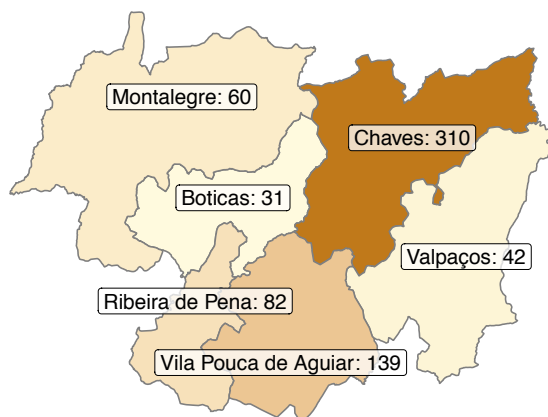 Montalegre: 60
Chaves: 310
Boticas: 31
Valpaços: 42
Ribeira de Pena: 82
Vila Pouca de Aguiar: 139